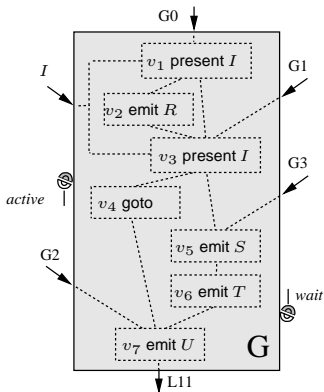 G0
v1 present I
I
G1
v2 emit R
v3 present I
G3
active
v4 goto
v5 emit S
G2
v6 emit T
wait
v7 emit U
G
L11